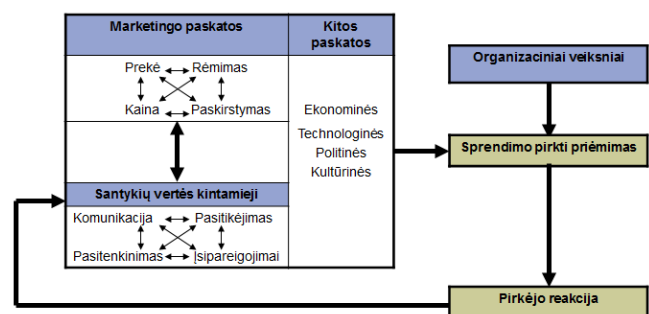 Marketingo paskatos
Kitos
paskatos
Prekė Rėmimas
Kaina Paskirstymas
Ekonominės
Technologinės
Politinės
Kultūrinės
Santykių vertės kintamieji
Komunikacija Pasitikėjimas
Pasitenkinimas Įsipareigojimai
Organizaciniai veiksniai
Sprendimo pirkti priėmimas
Pirkėjo reakcija